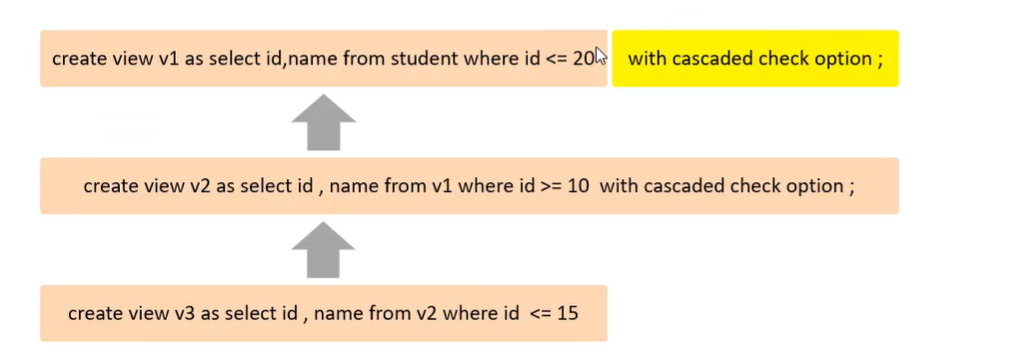 create view v1 as select id,name from student where id <= 20 with cascaded check option ;
create view v2 as select id , name from v1 where id >= 10 with cascaded check option ;
create view v3 as select id , name from v2 where id <= 15